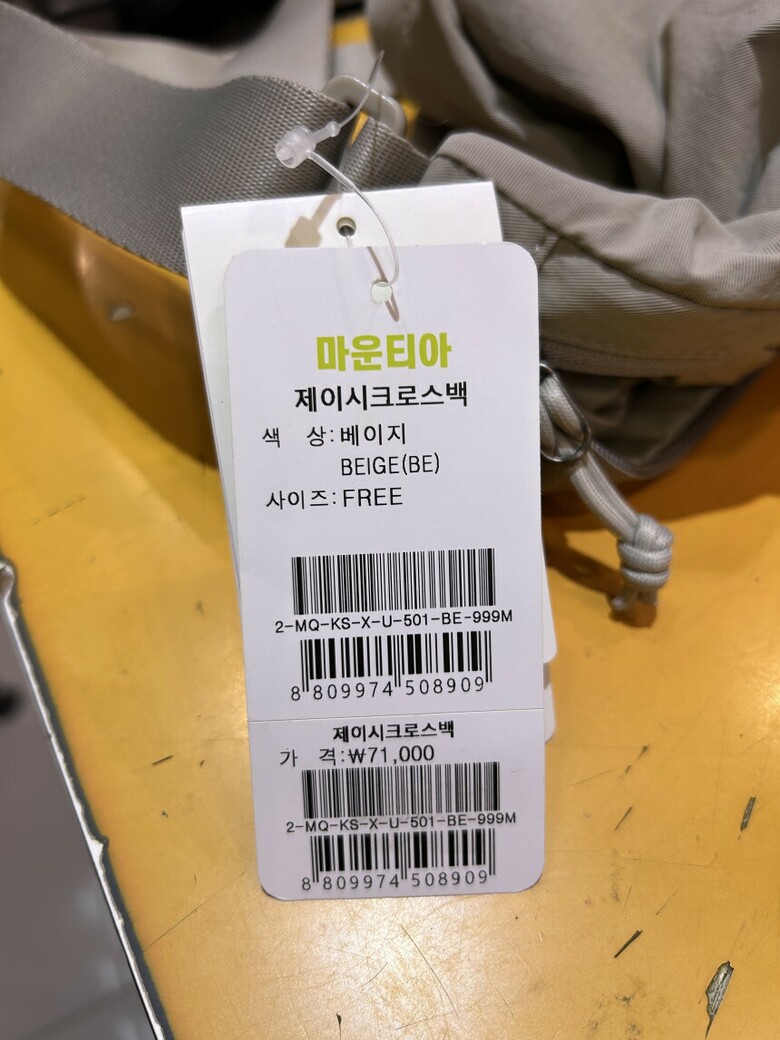 마운티아
제이시크로스백
색 상:베이지
BEIGE(BE)
사이즈:FREE
2-MQ-KS-X-U-501-BE-999M
8 809974 508909
제이시크로스백
가 격:₩71,000
2-MQ-KS-X-U-501-BE-999M
8 809974 508909